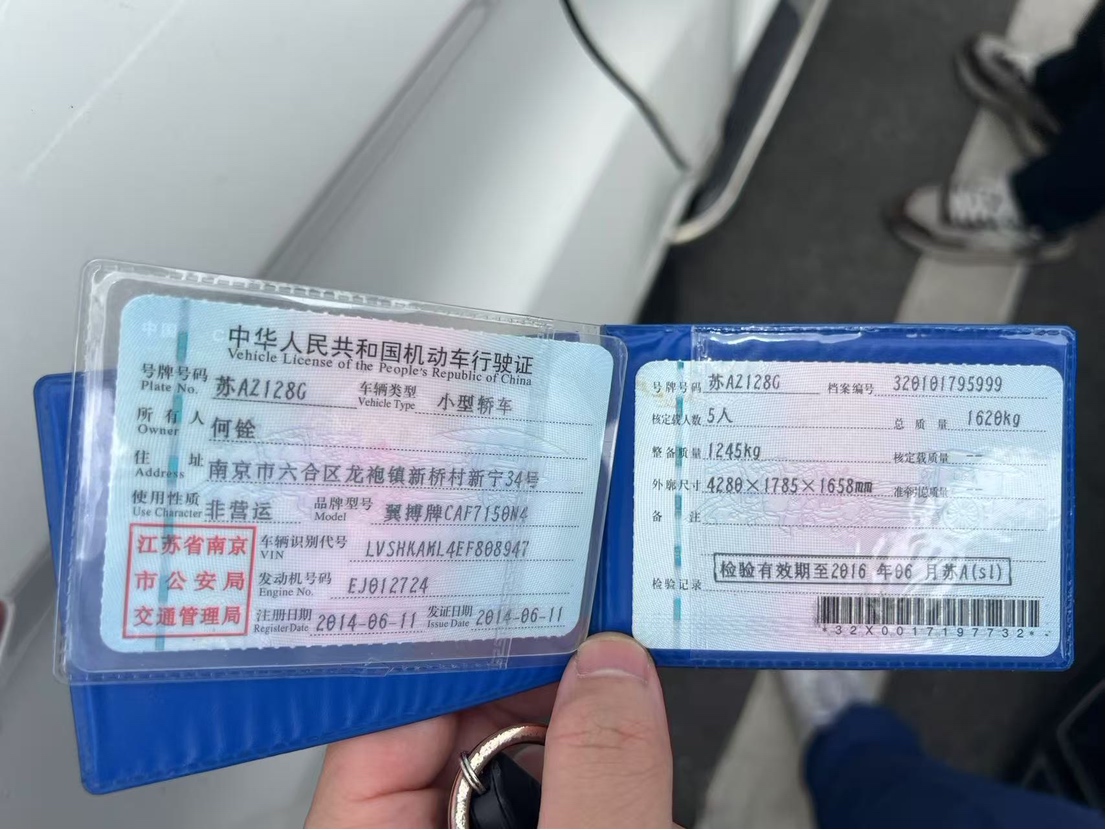 中华人民共和国机动车行驶证
Vehicle License of the People's Republic of China
号牌号码 苏AZ128G 车辆类型 小型轿车
Plate No. Vehicle Type
所有人 何铨
Owner
住址 南京市六合区龙袍镇新桥村新宁34号
Address
使用性质 非营运 品牌型号 翼搏牌CAF7150N4
Use Character Model
江苏省南京
市公安局
交通管理局
车辆识别代号 LVSHKAML4EF808947
VIN
发动机号码 EJ012724
Engine No.
注册日期 2014-06-11 发证日期 2014-06-11
Register Date Issue Date
号牌号码 苏AZ128G 档案编号 320101795999
核定载人数 5人 总质量 1620kg
整备质量 1245kg 核定载质量 --
外廓尺寸 4280×1785×1658mm 准牵引总质量 --
备注
检验记录 检验有效期至2016年06月苏A(sl)
*32X0017197732*